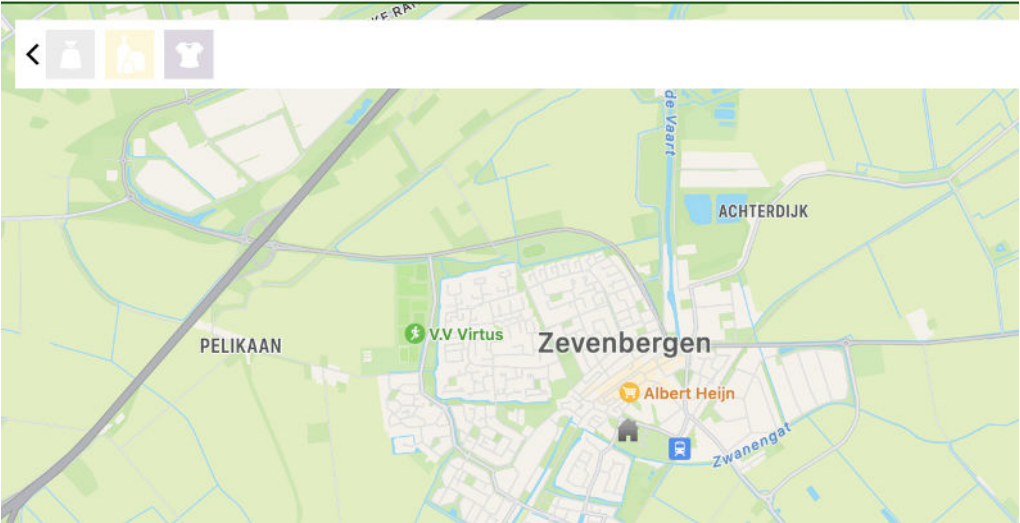 de Vaart
ACHTERDIJK
PELIKAAN
V.V Virtus
Zevenbergen
Albert Heijn
Zwanengat